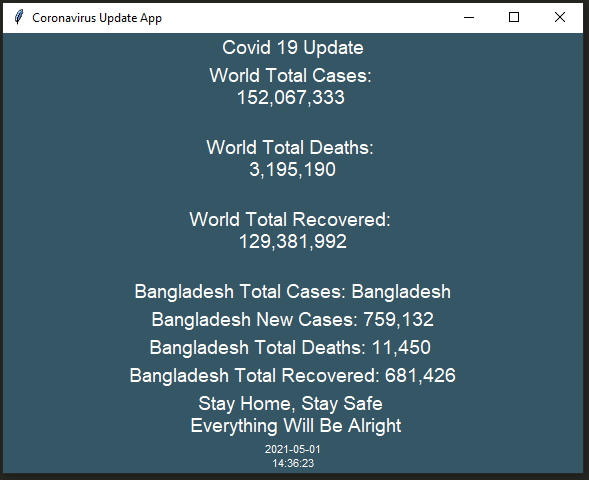 Coronavirus Update App
Covid 19 Update
World Total Cases:
152,067,333
World Total Deaths:
3,195,190
World Total Recovered:
129,381,992
Bangladesh Total Cases: Bangladesh
Bangladesh New Cases: 759,132
Bangladesh Total Deaths: 11,450
Bangladesh Total Recovered: 681,426
Stay Home, Stay Safe
Everything Will Be Alright
2021-05-01
14:36:23